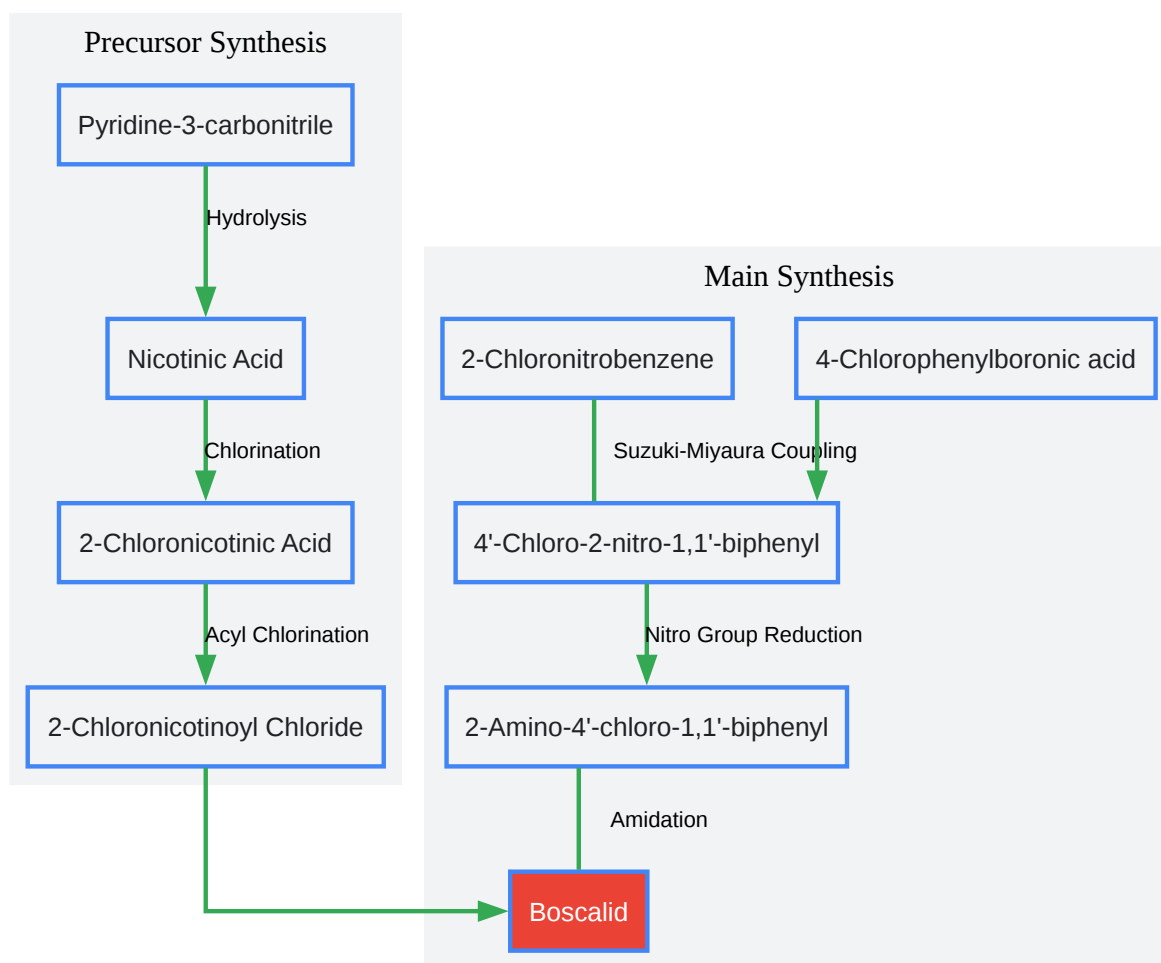 Precursor Synthesis
Pyridine-3-carbonitrile
Hydrolysis
Nicotinic Acid
Chlorination
2-Chloronicotinic Acid
Acyl Chlorination
2-Chloronicotinoyl Chloride
Main Synthesis
2-Chloronitrobenzene
4-Chlorophenylboronic acid
Suzuki-Miyaura Coupling
4'-Chloro-2-nitro-1,1'-biphenyl
Nitro Group Reduction
2-Amino-4'-chloro-1,1'-biphenyl
Amidation
Boscalid